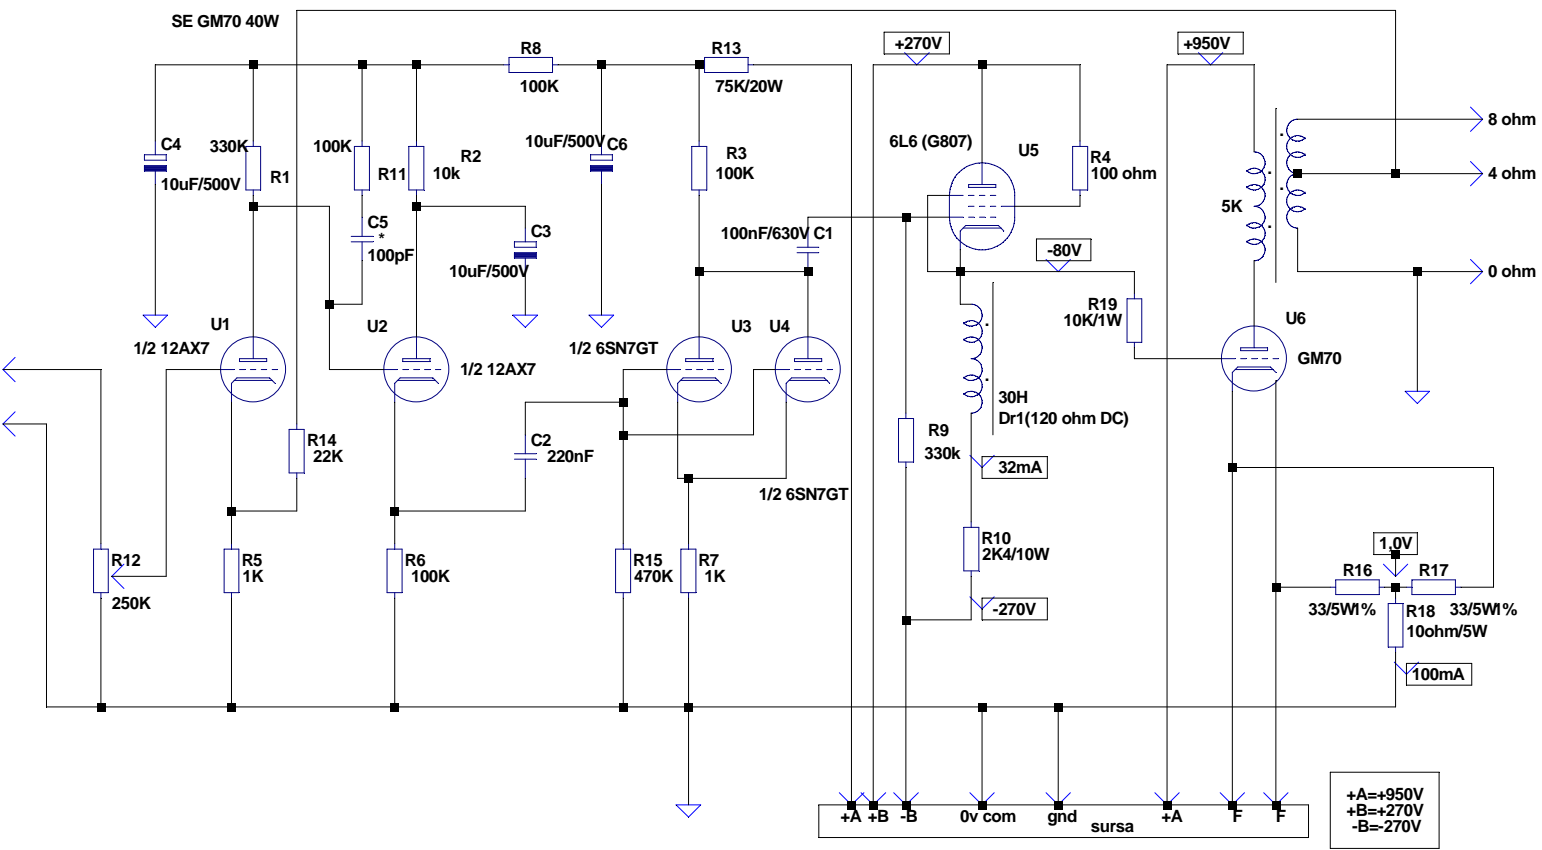 SE GM70 40W
R8
100K
R13
75K/20W
+270V
+950V
C4
10uF/500V
330K
R1
100K
R11
R2
10k
C5
*
100pF
C3
10uF/500V
10uF/500V C6
R3
100K
100nF/630V C1
6L6 (G807)
U5
R4
100 ohm
-80V
5K
8 ohm
4 ohm
0 ohm
U1
1/2 12AX7
U2
1/2 12AX7
U3
1/2 6SN7GT
U4
1/2 6SN7GT
R19
10K/1W
U6
GM70
30H
Dr1(120 ohm DC)
R14
22K
C2
220nF
R9
330k
32mA
R12
250K
R5
1K
R6
100K
R15
470K
R7
1K
R10
2K4/10W
-270V
1,0V
R16
33/5W1%
R17
33/5W1%
R18
10ohm/5W
100mA
+A
+B
-B
0v com
gnd
+A
F
F
sursa
+A=+950V
+B=+270V
-B=-270V